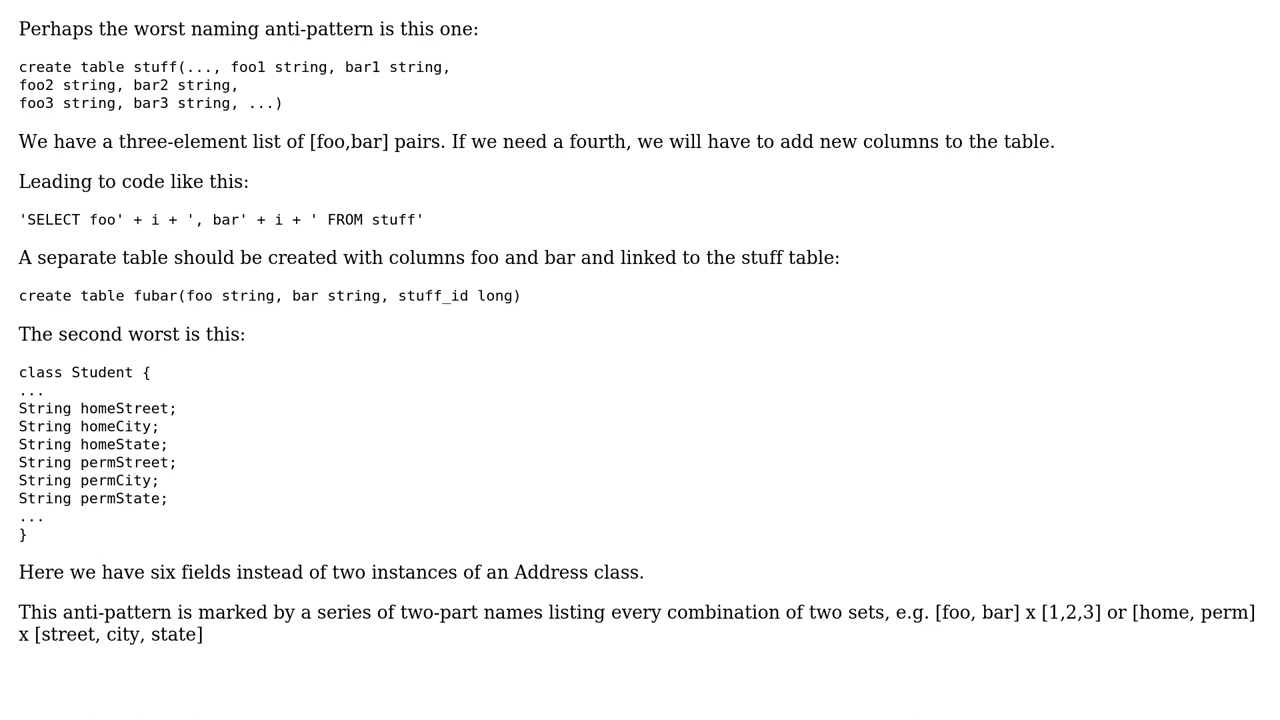 Perhaps the worst naming anti-pattern is this one:
create table stuff(..., foo1 string, bar1 string,
foo2 string, bar2 string,
foo3 string, bar3 string, ...)
We have a three-element list of [foo,bar] pairs. If we need a fourth, we will have to add new columns to the table.
Leading to code like this:
'SELECT foo' + i + ', bar' + i + ' FROM stuff'
A separate table should be created with columns foo and bar and linked to the stuff table:
create table fubar(foo string, bar string, stuff_id long)
The second worst is this:
class Student {
...
String homeStreet;
String homeCity;
String homeState;
String permStreet;
String permCity;
String permState;
...
}
Here we have six fields instead of two instances of an Address class.
This anti-pattern is marked by a series of two-part names listing every combination of two sets, e.g. [foo, bar] x [1,2,3] or [home, perm]
x [street, city, state]